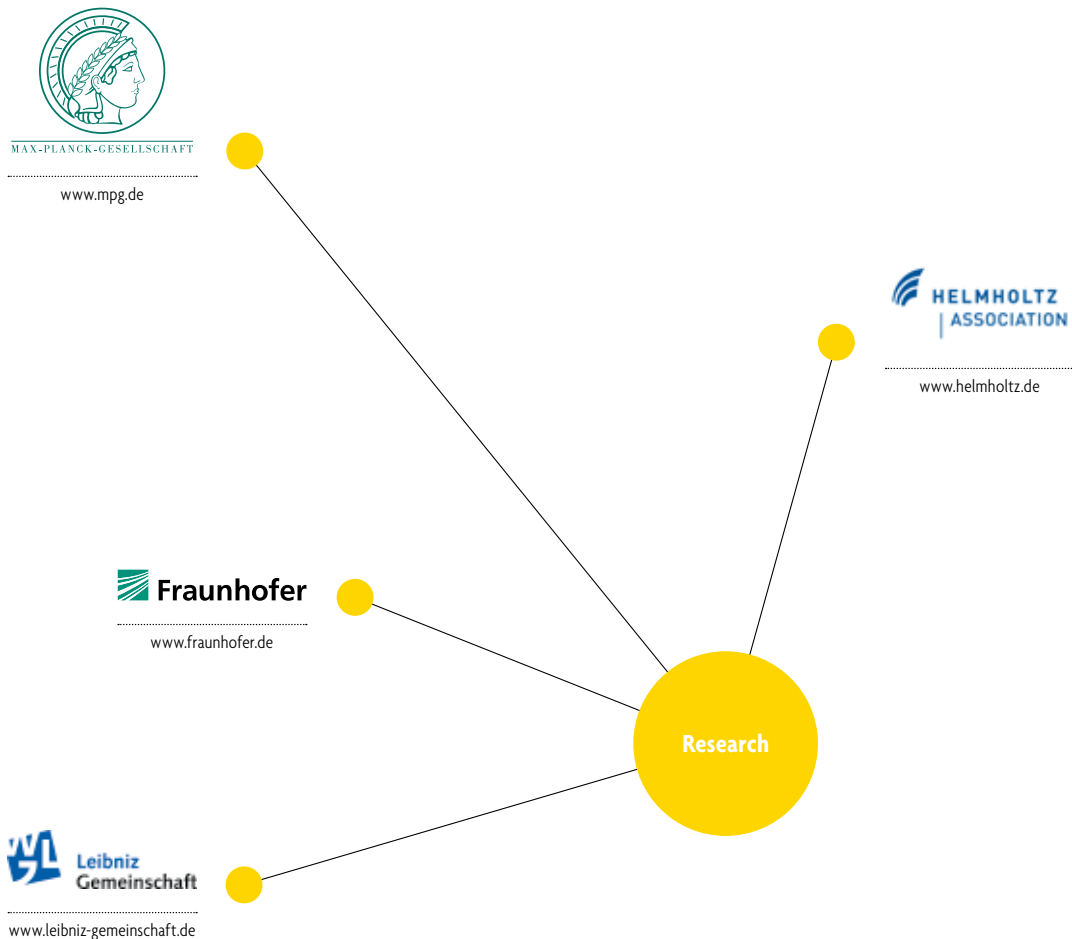 MAX-PLANCK-GESELLSCHAFT
www.mpg.de
HELMHOLTZ
ASSOCIATION
www.helmholtz.de
Fraunhofer
www.fraunhofer.de
Research
Leibniz
Gemeinschaft
www.leibniz-gemeinschaft.de